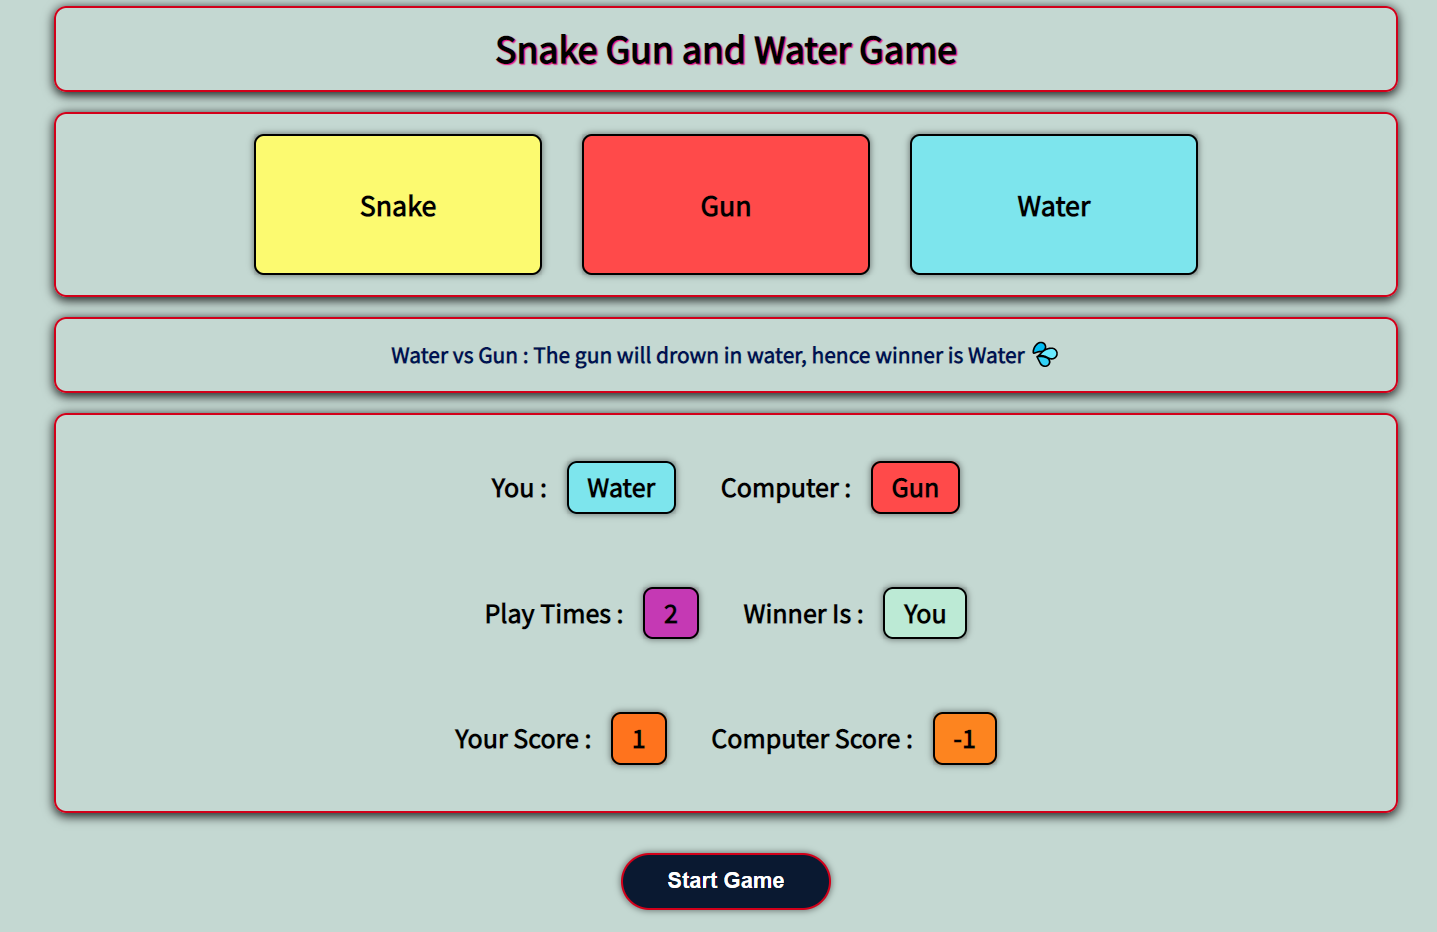 Snake Gun and Water Game
Snake Gun Water
Water vs Gun : The gun will drown in water, hence winner is Water 💦
You : Water Computer : Gun
Play Times : 2 Winner Is : You
Your Score : 1 Computer Score : -1
Start Game